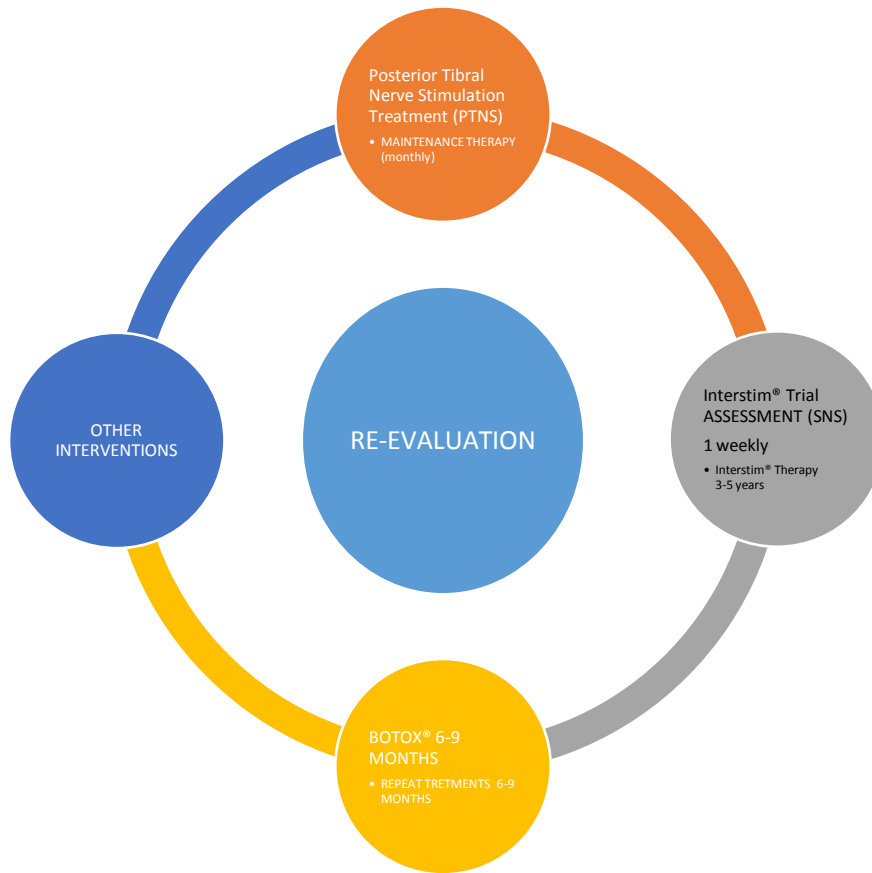 Posterior Tibral
Nerve Stimulation
Treatment (PTNS)
• MAINTENANCE THERAPY
(monthly)
Interstim® Trial
ASSESSMENT (SNS)
1 weekly
• Interstim® Therapy
3-5 years
RE-EVALUATION
OTHER
INTERVENTIONS
BOTOX® 6-9
MONTHS
• REPEAT TRETMENTS 6-9
MONTHS